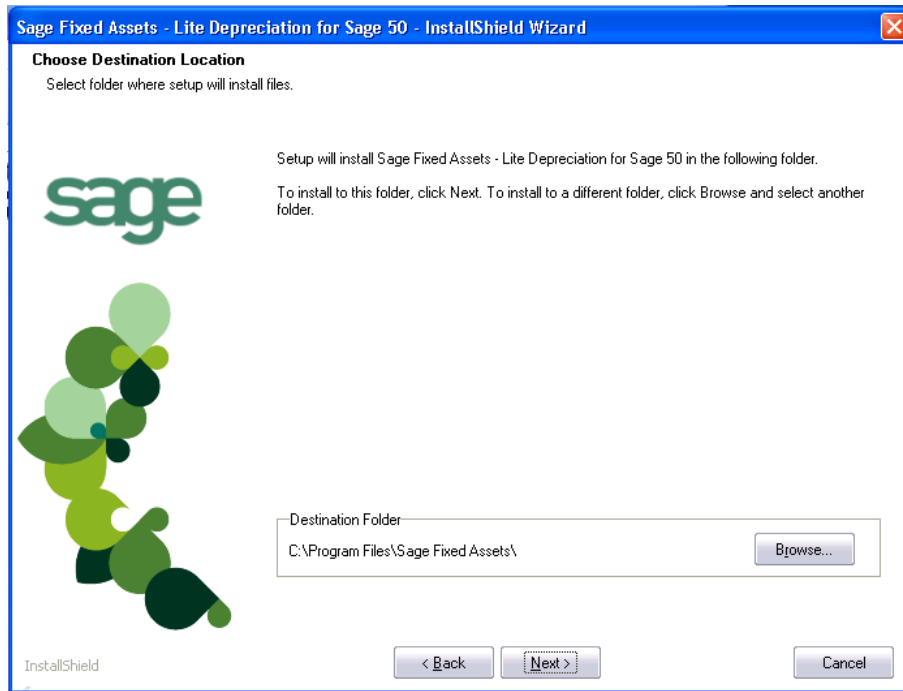 Sage Fixed Assets - Lite Depreciation for Sage 50 - InstallShield Wizard
Choose Destination Location
Select folder where setup will install files.
sage
Setup will install Sage Fixed Assets - Lite Depreciation for Sage 50 in the following folder.
To install to this folder, click Next. To install to a different folder, click Browse and select another
folder.
Destination Folder
C:\Program Files\Sage Fixed Assets\
Browse...
InstallShield
< Back
Next >
Cancel